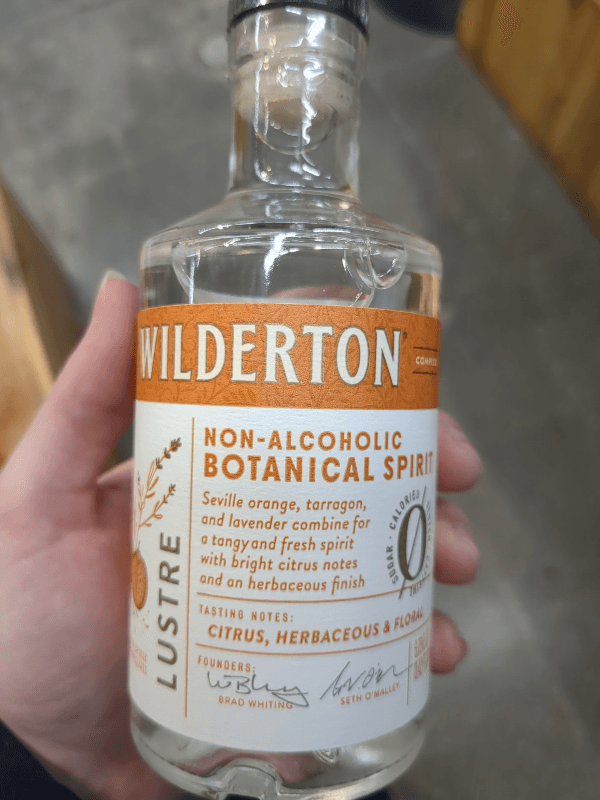 WILDERTON
NON-ALCOHOLIC
BOTANICAL SPIRIT
Seville orange, tarragon,
and lavender combine for
a tangy and fresh spirit
with bright citrus notes
and an herbaceous finish
SUGAR · CALORIES
0
TASTING NOTES:
CITRUS, HERBACEOUS & FLORAL
FOUNDERS:
BRAD WHITING
SETH O'MALLEY
LUSTRE